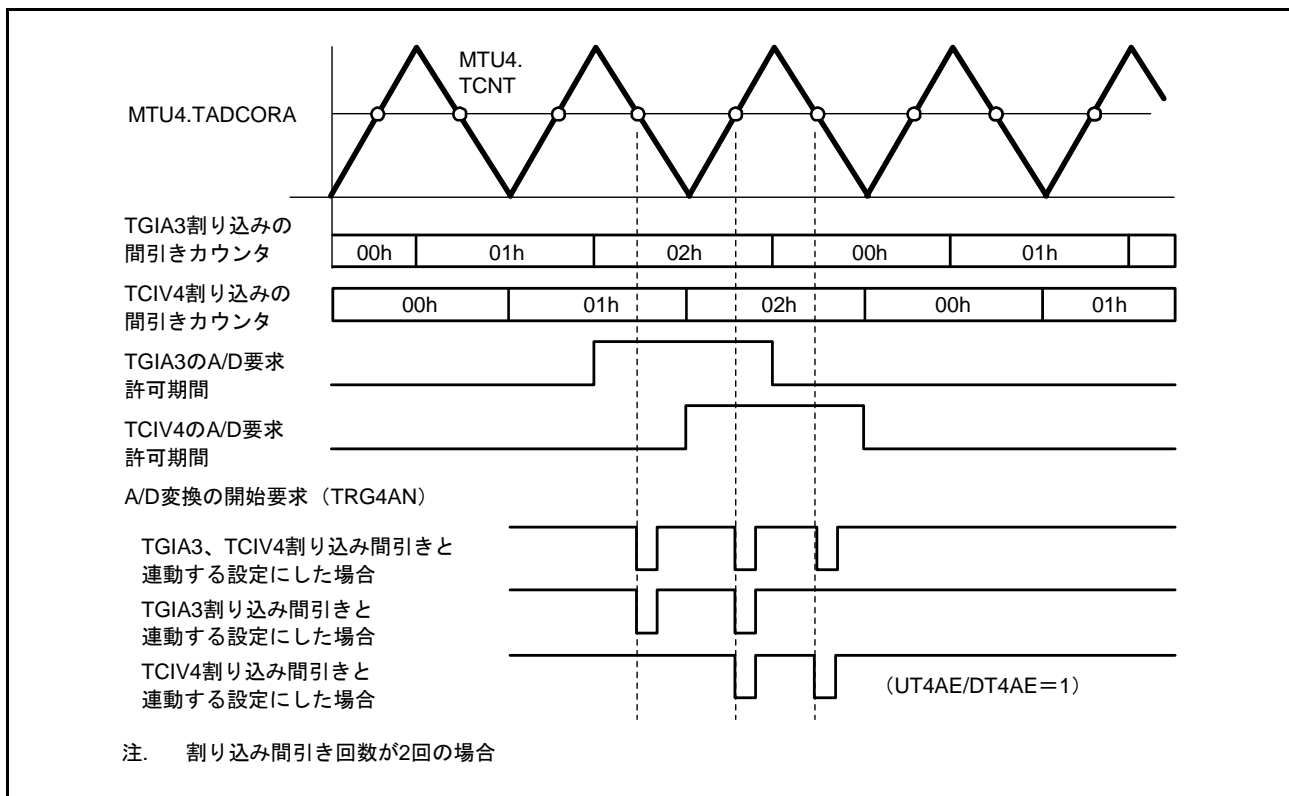 MTU4.
TCNT
MTU4.TADCORA
TGIA3割り込みの
間引きカウンタ
00h 01h 02h 00h 01h
TCIV4割り込みの
間引きカウンタ
00h 01h 02h 00h 01h
TGIA3のA/D要求
許可期間
TCIV4のA/D要求
許可期間
A/D変換の開始要求（TRG4AN）
TGIA3、TCIV4割り込み間引きと
連動する設定にした場合
TGIA3割り込み間引きと
連動する設定にした場合
TCIV4割り込み間引きと
連動する設定にした場合
（UT4AE/DT4AE＝1）
注. 割り込み間引き回数が2回の場合